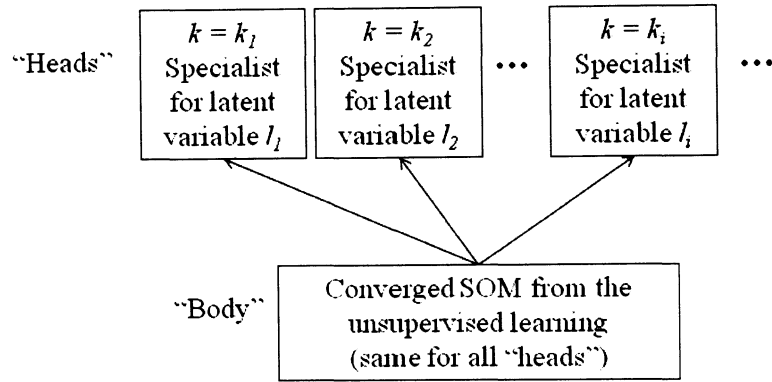 "Heads"
k = k1
Specialist
for latent
variable l1
k = k2
Specialist
for latent
variable l2
•••
k = ki
Specialist
for latent
variable li
•••
"Body"
Converged SOM from the
unsupervised learning
(same for all "heads")